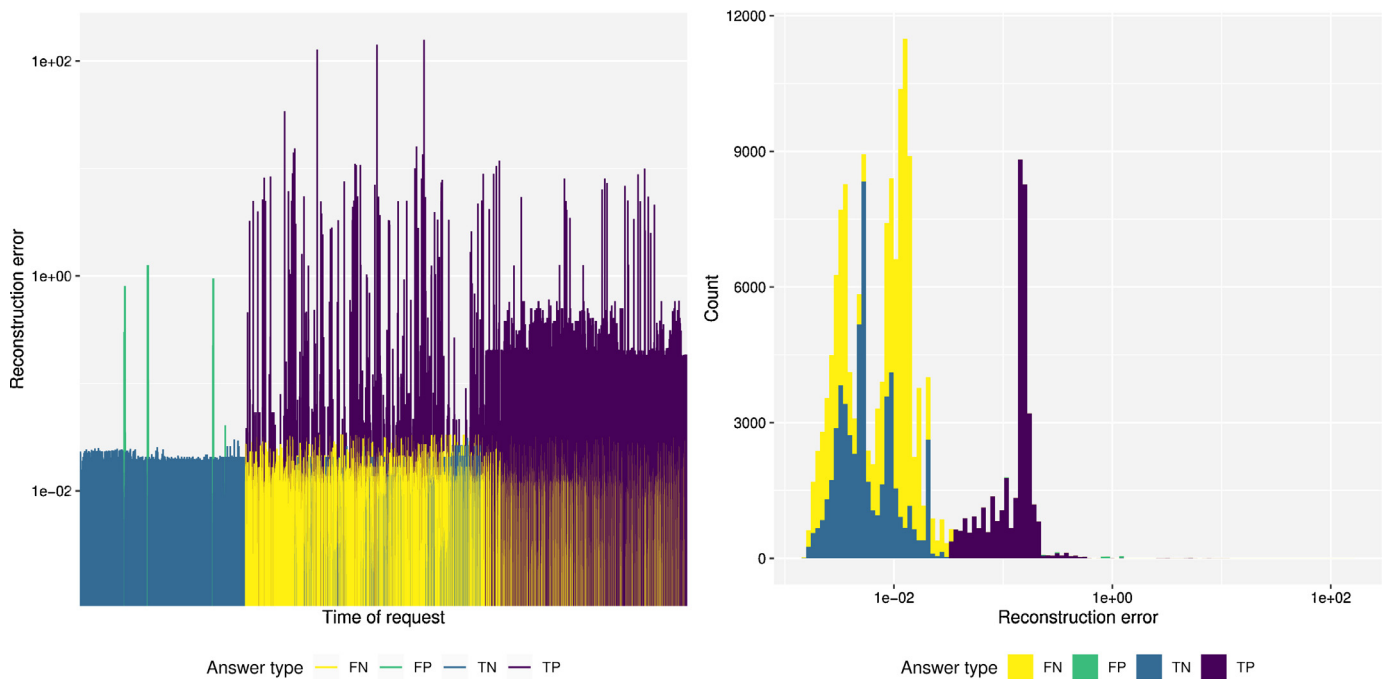 Reconstruction error
1e+02
1e+00
1e-02
Time of request
Answer type FN FP TN TP
Count
12000
9000
6000
3000
0
1e-02 1e+00 1e+02
Reconstruction error
Answer type FN FP TN TP